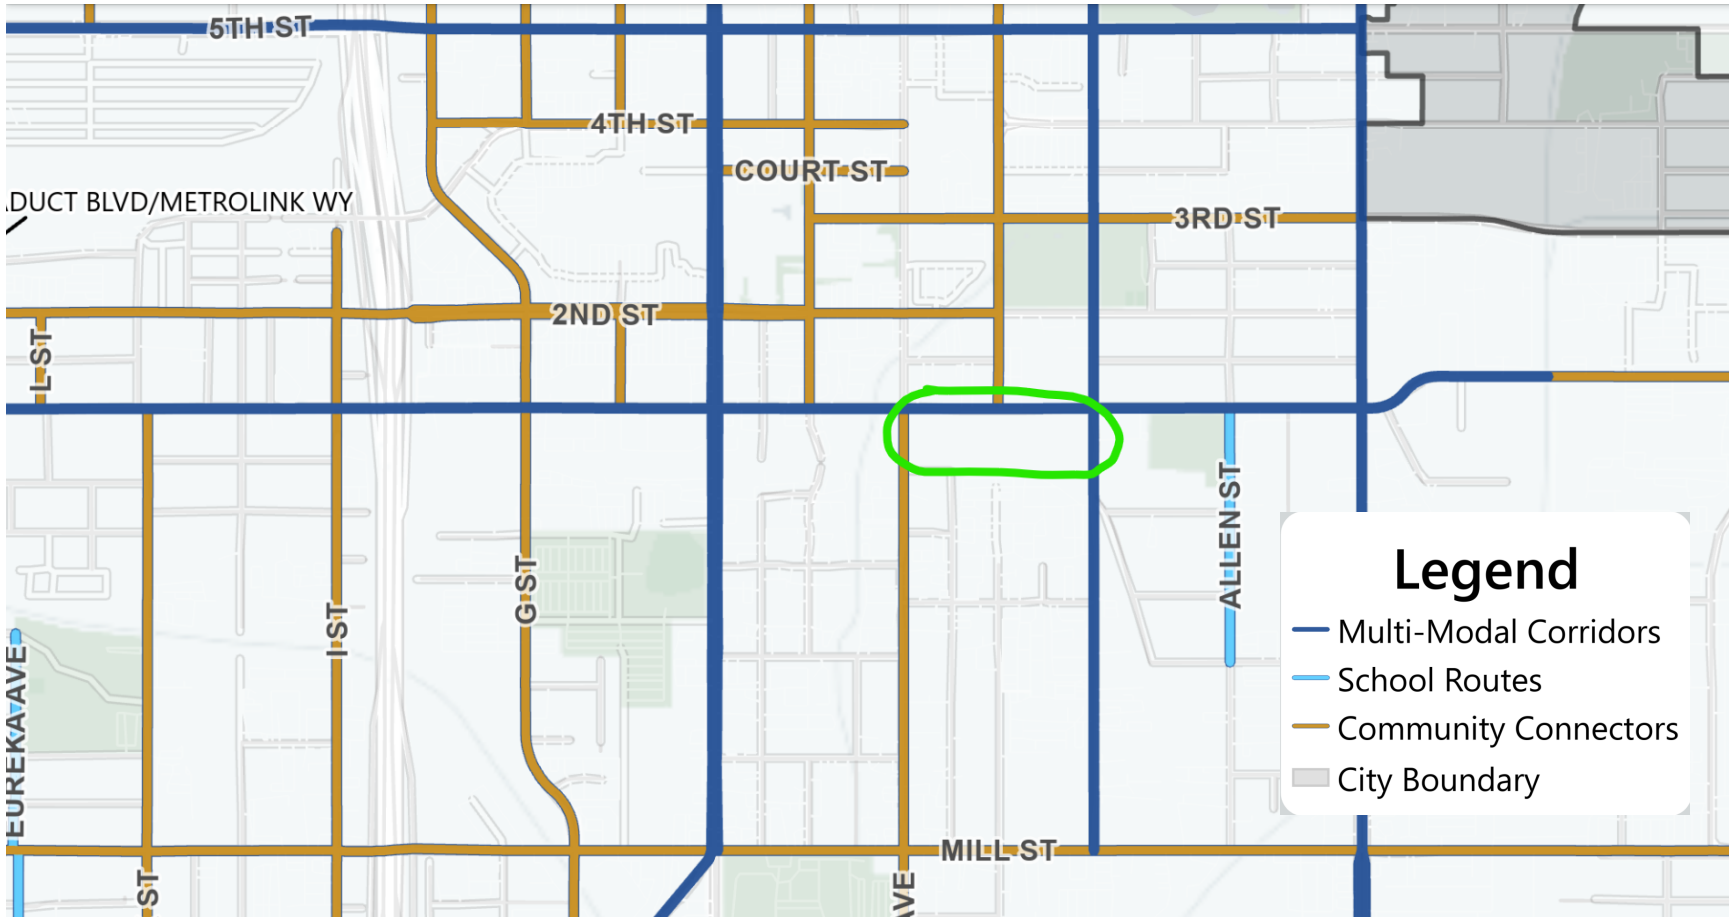 5TH ST
4TH ST
COURT ST
ADUCT BLVD/METROLINK WY
3RD ST
2ND ST
L ST
ALLEN ST
G ST
I ST
EUREKA AVE
MILL ST
ST
AVE
Legend
Multi-Modal Corridors
School Routes
Community Connectors
City Boundary